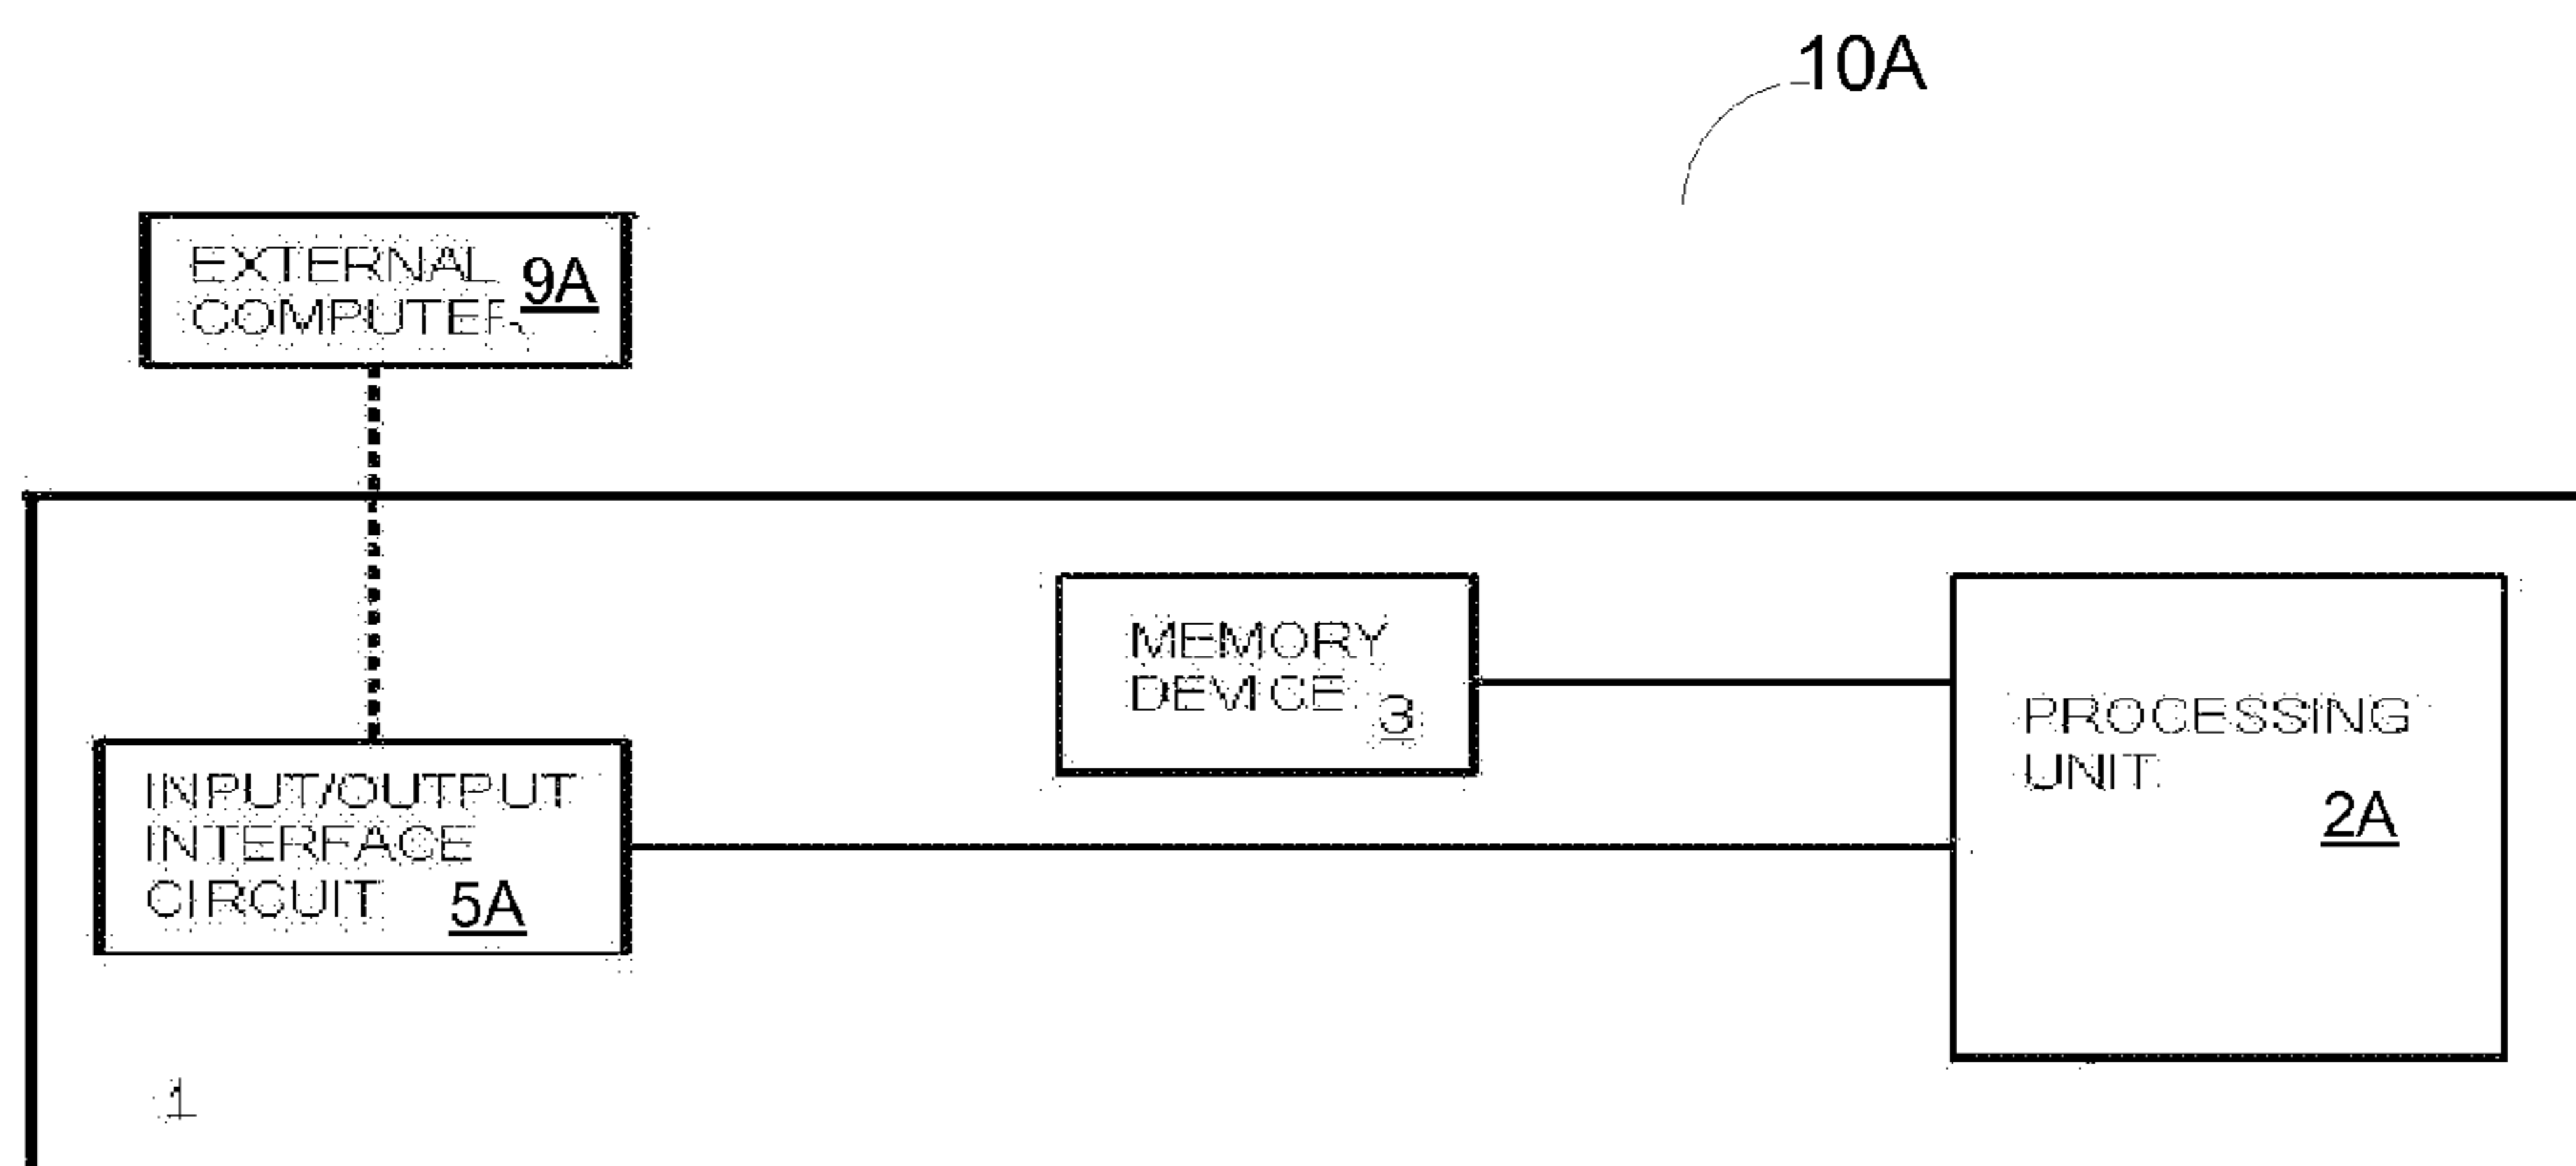 10A
EXTERNAL
COMPUTER
9A
MEMORY
DEVICE
3
PROCESSING
UNIT
2A
INPUT/OUTPUT
INTERFACE
CIRCUIT
5A
1